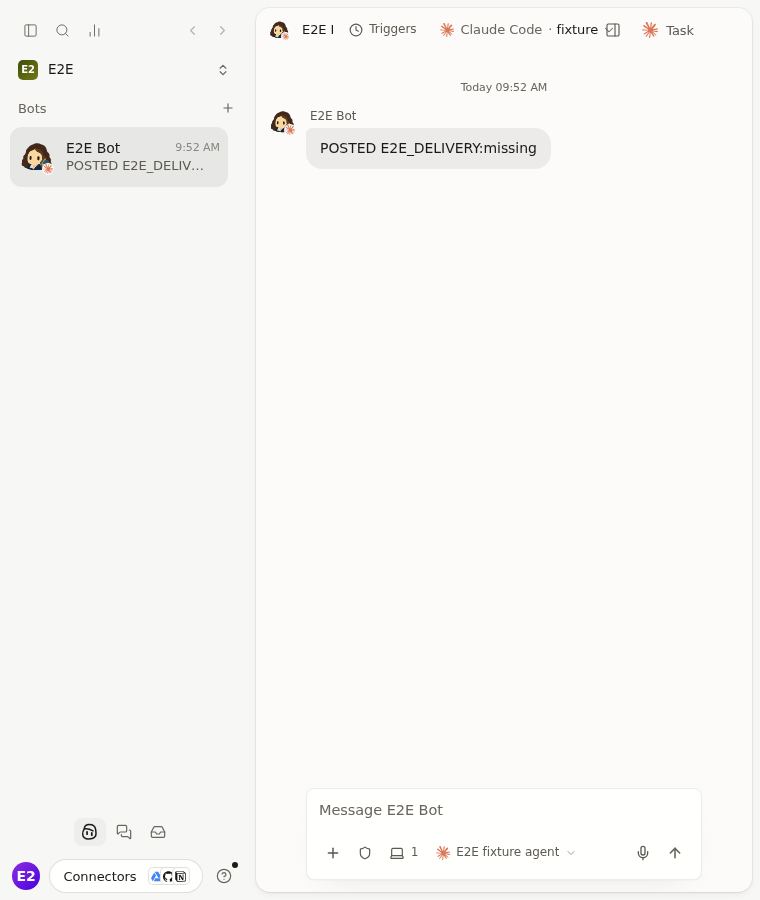 E2 E2E
Bots
E2E Bot 9:52 AM
POSTED E2E_DELIV...
E2 Connectors
E2E Triggers Claude Code · fixture Task
Today 09:52 AM
E2E Bot
POSTED E2E_DELIVERY:missing
Message E2E Bot
1 E2E fixture agent